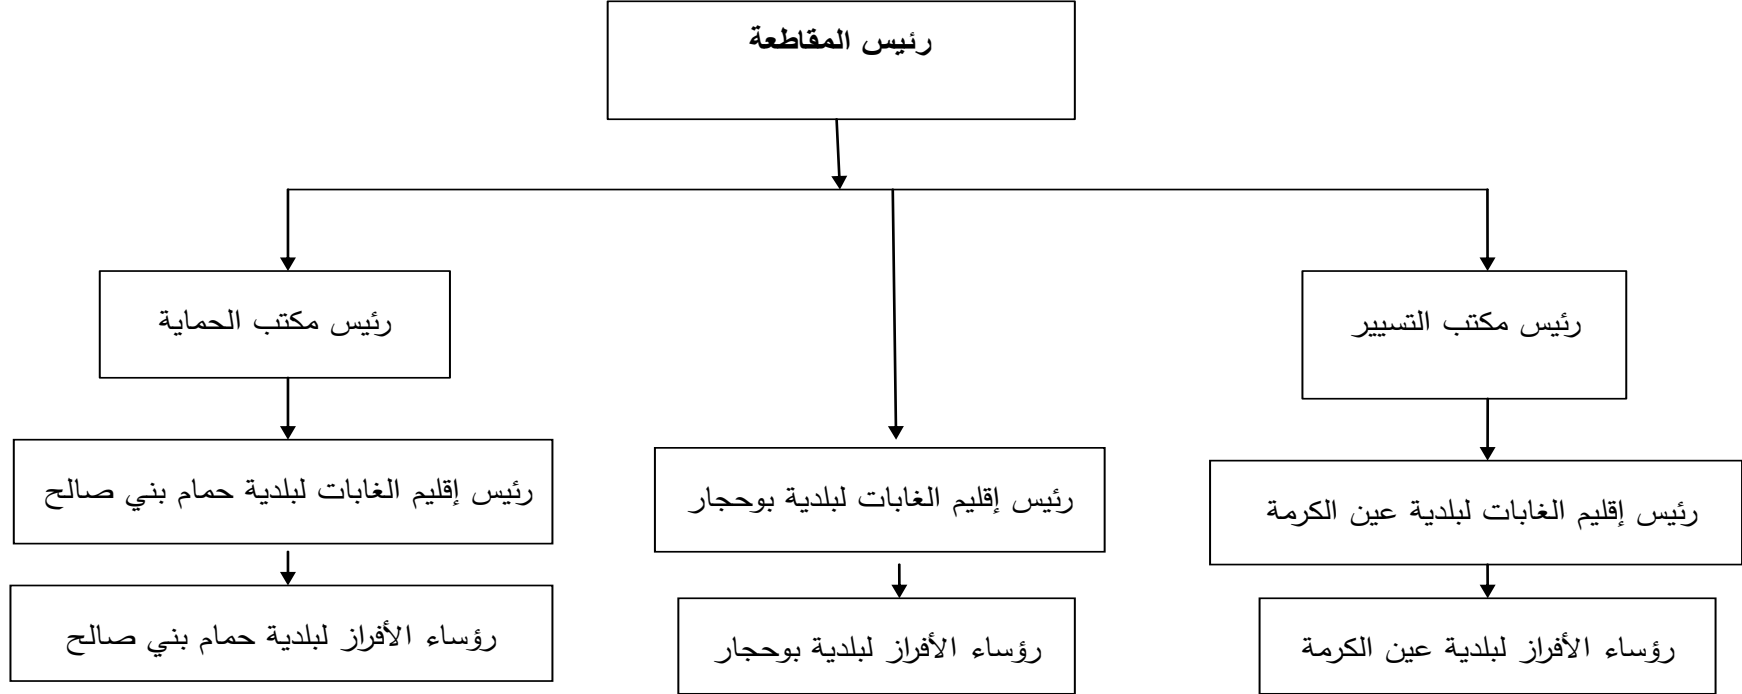 رئيس المقاطعة
رئيس مكتب التسيير
رئيس مكتب الحماية
رئيس إقليم الغابات لبلدية عين الكرمة
رئيس إقليم الغابات لبلدية بوحجار
رئيس إقليم الغابات لبلدية حمام بني صالح
رؤساء الأفراز لبلدية عين الكرمة
رؤساء الأفراز لبلدية بوحجار
رؤساء الأفراز لبلدية حمام بني صالح